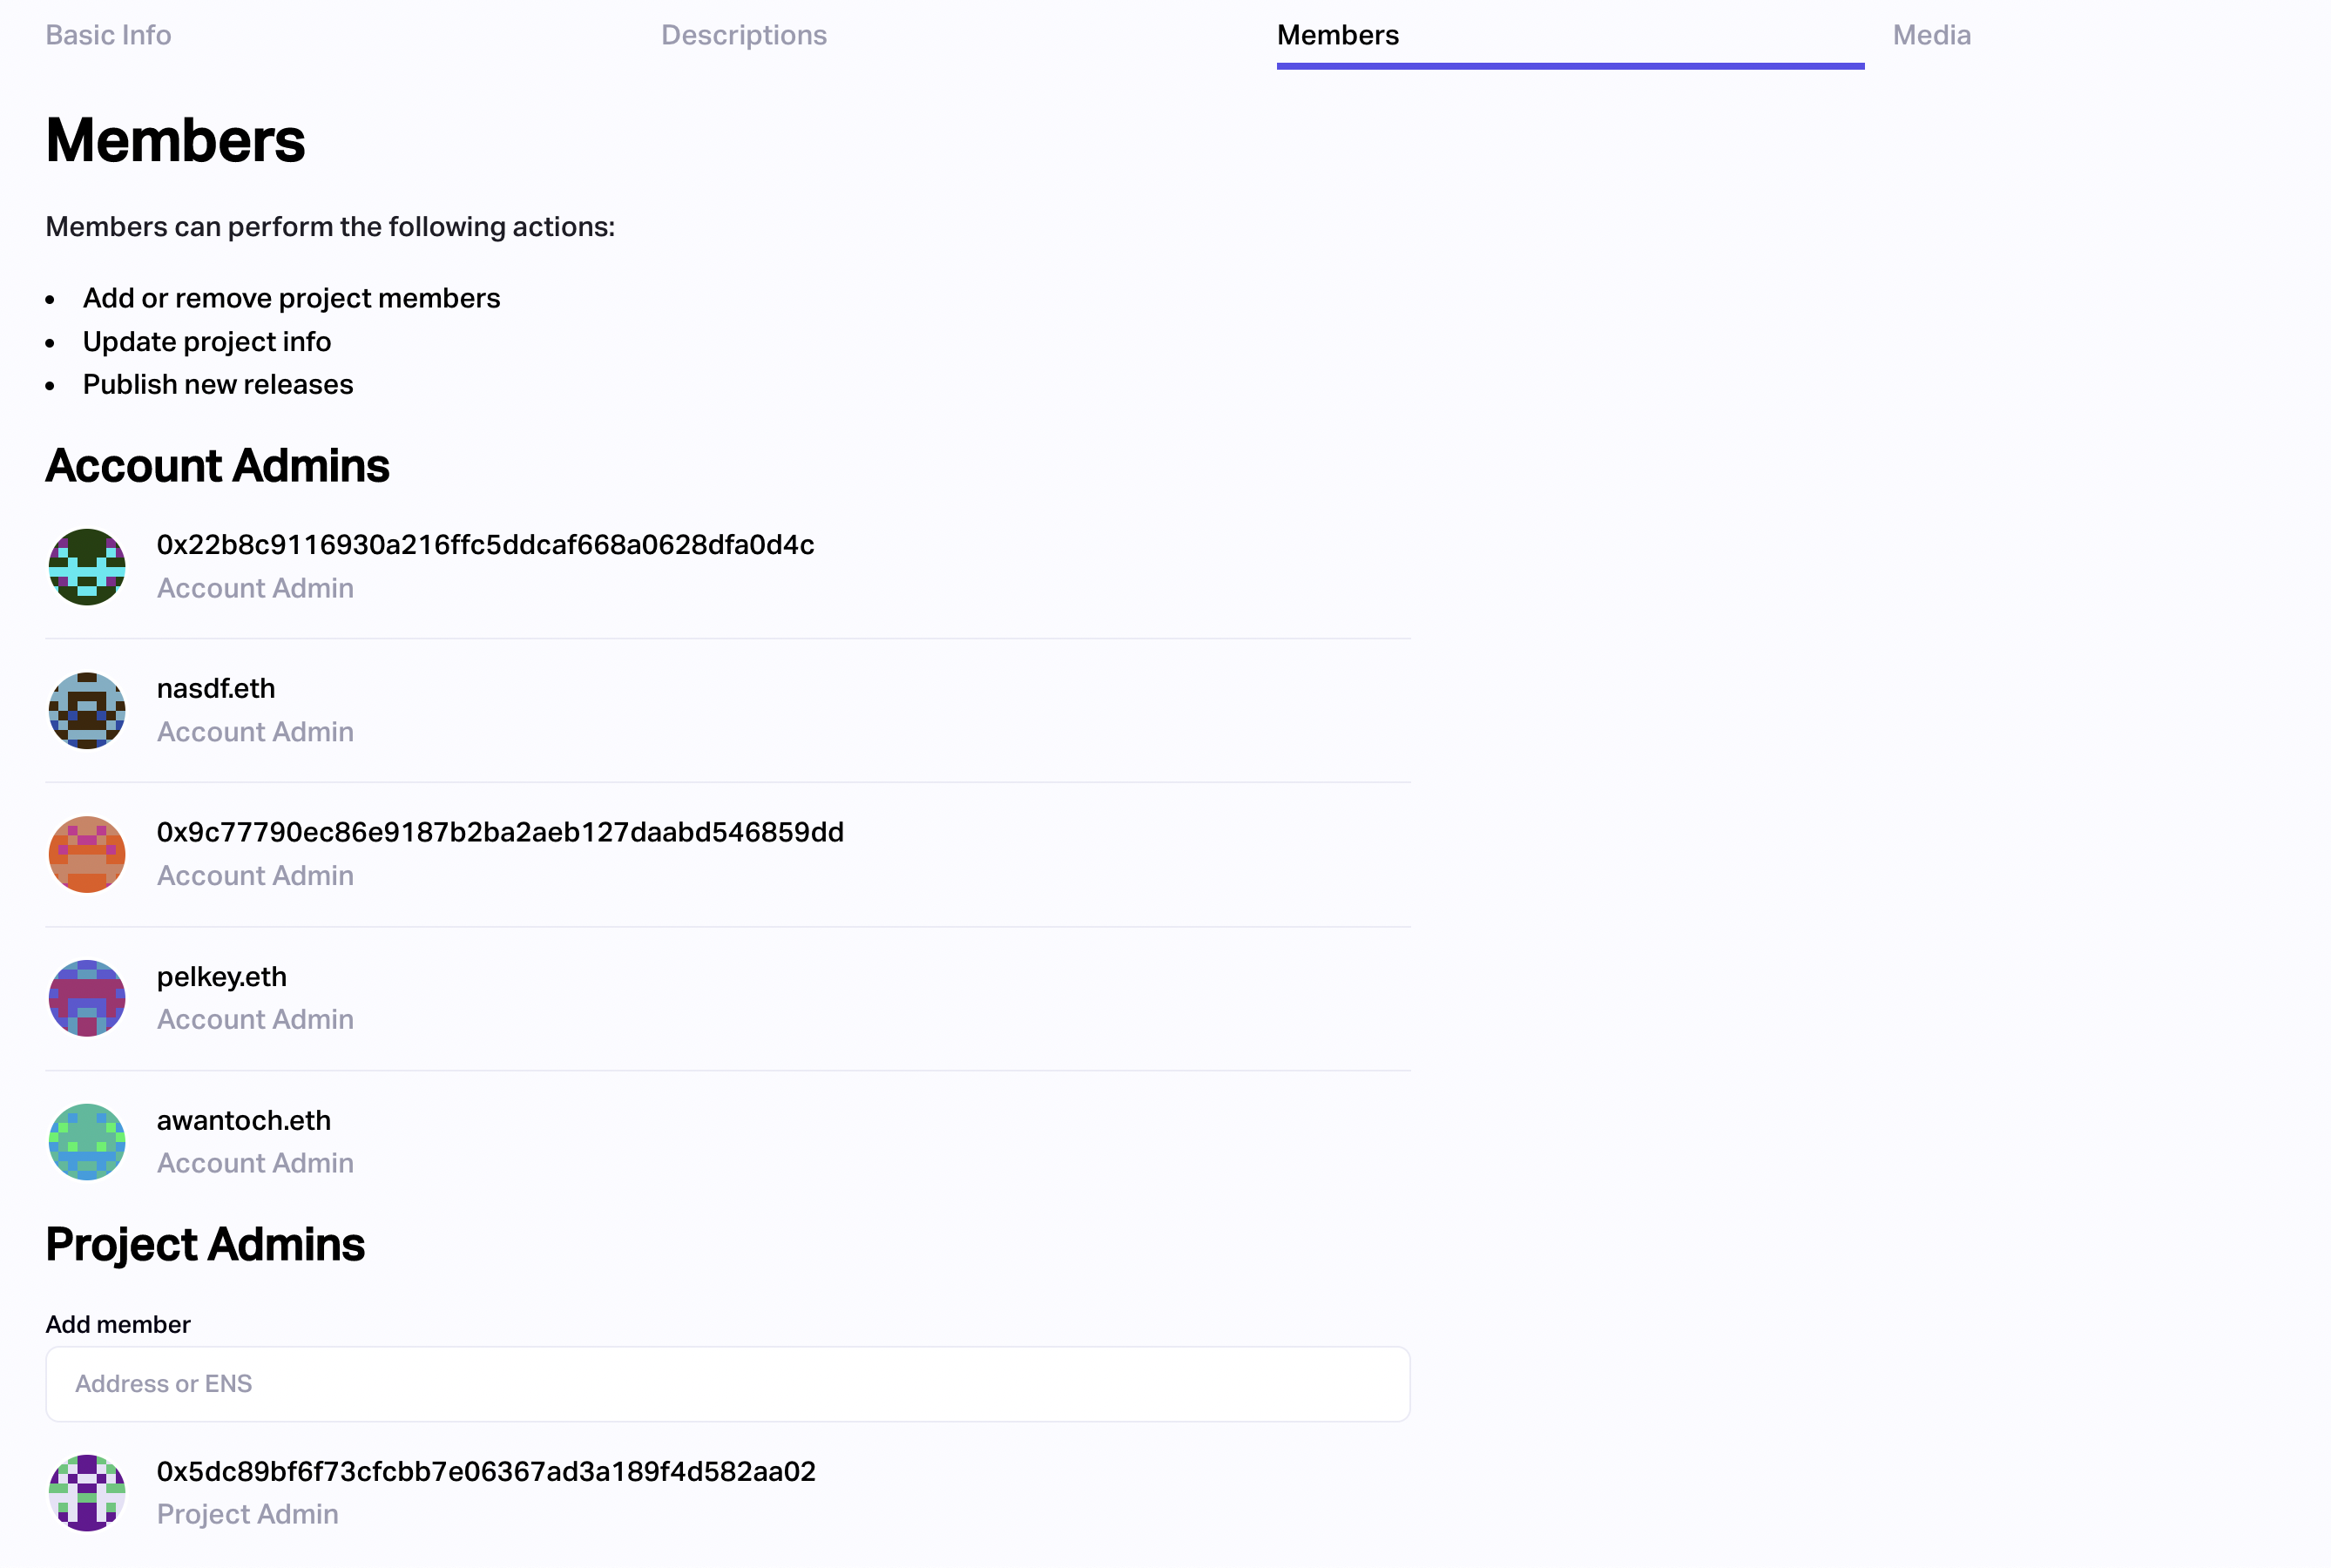 Basic Info
Descriptions
Members
Media
Members
Members can perform the following actions:
• Add or remove project members
• Update project info
• Publish new releases
Account Admins
0x22b8c9116930a216ffc5ddcaf668a0628dfa0d4c
Account Admin
nasdf.eth
Account Admin
0x9c77790ec86e9187b2ba2aeb127daabd546859dd
Account Admin
pelkey.eth
Account Admin
awantoch.eth
Account Admin
Project Admins
Add member
Address or ENS
0x5dc89bf6f73cfcbb7e06367ad3a189f4d582aa02
Project Admin